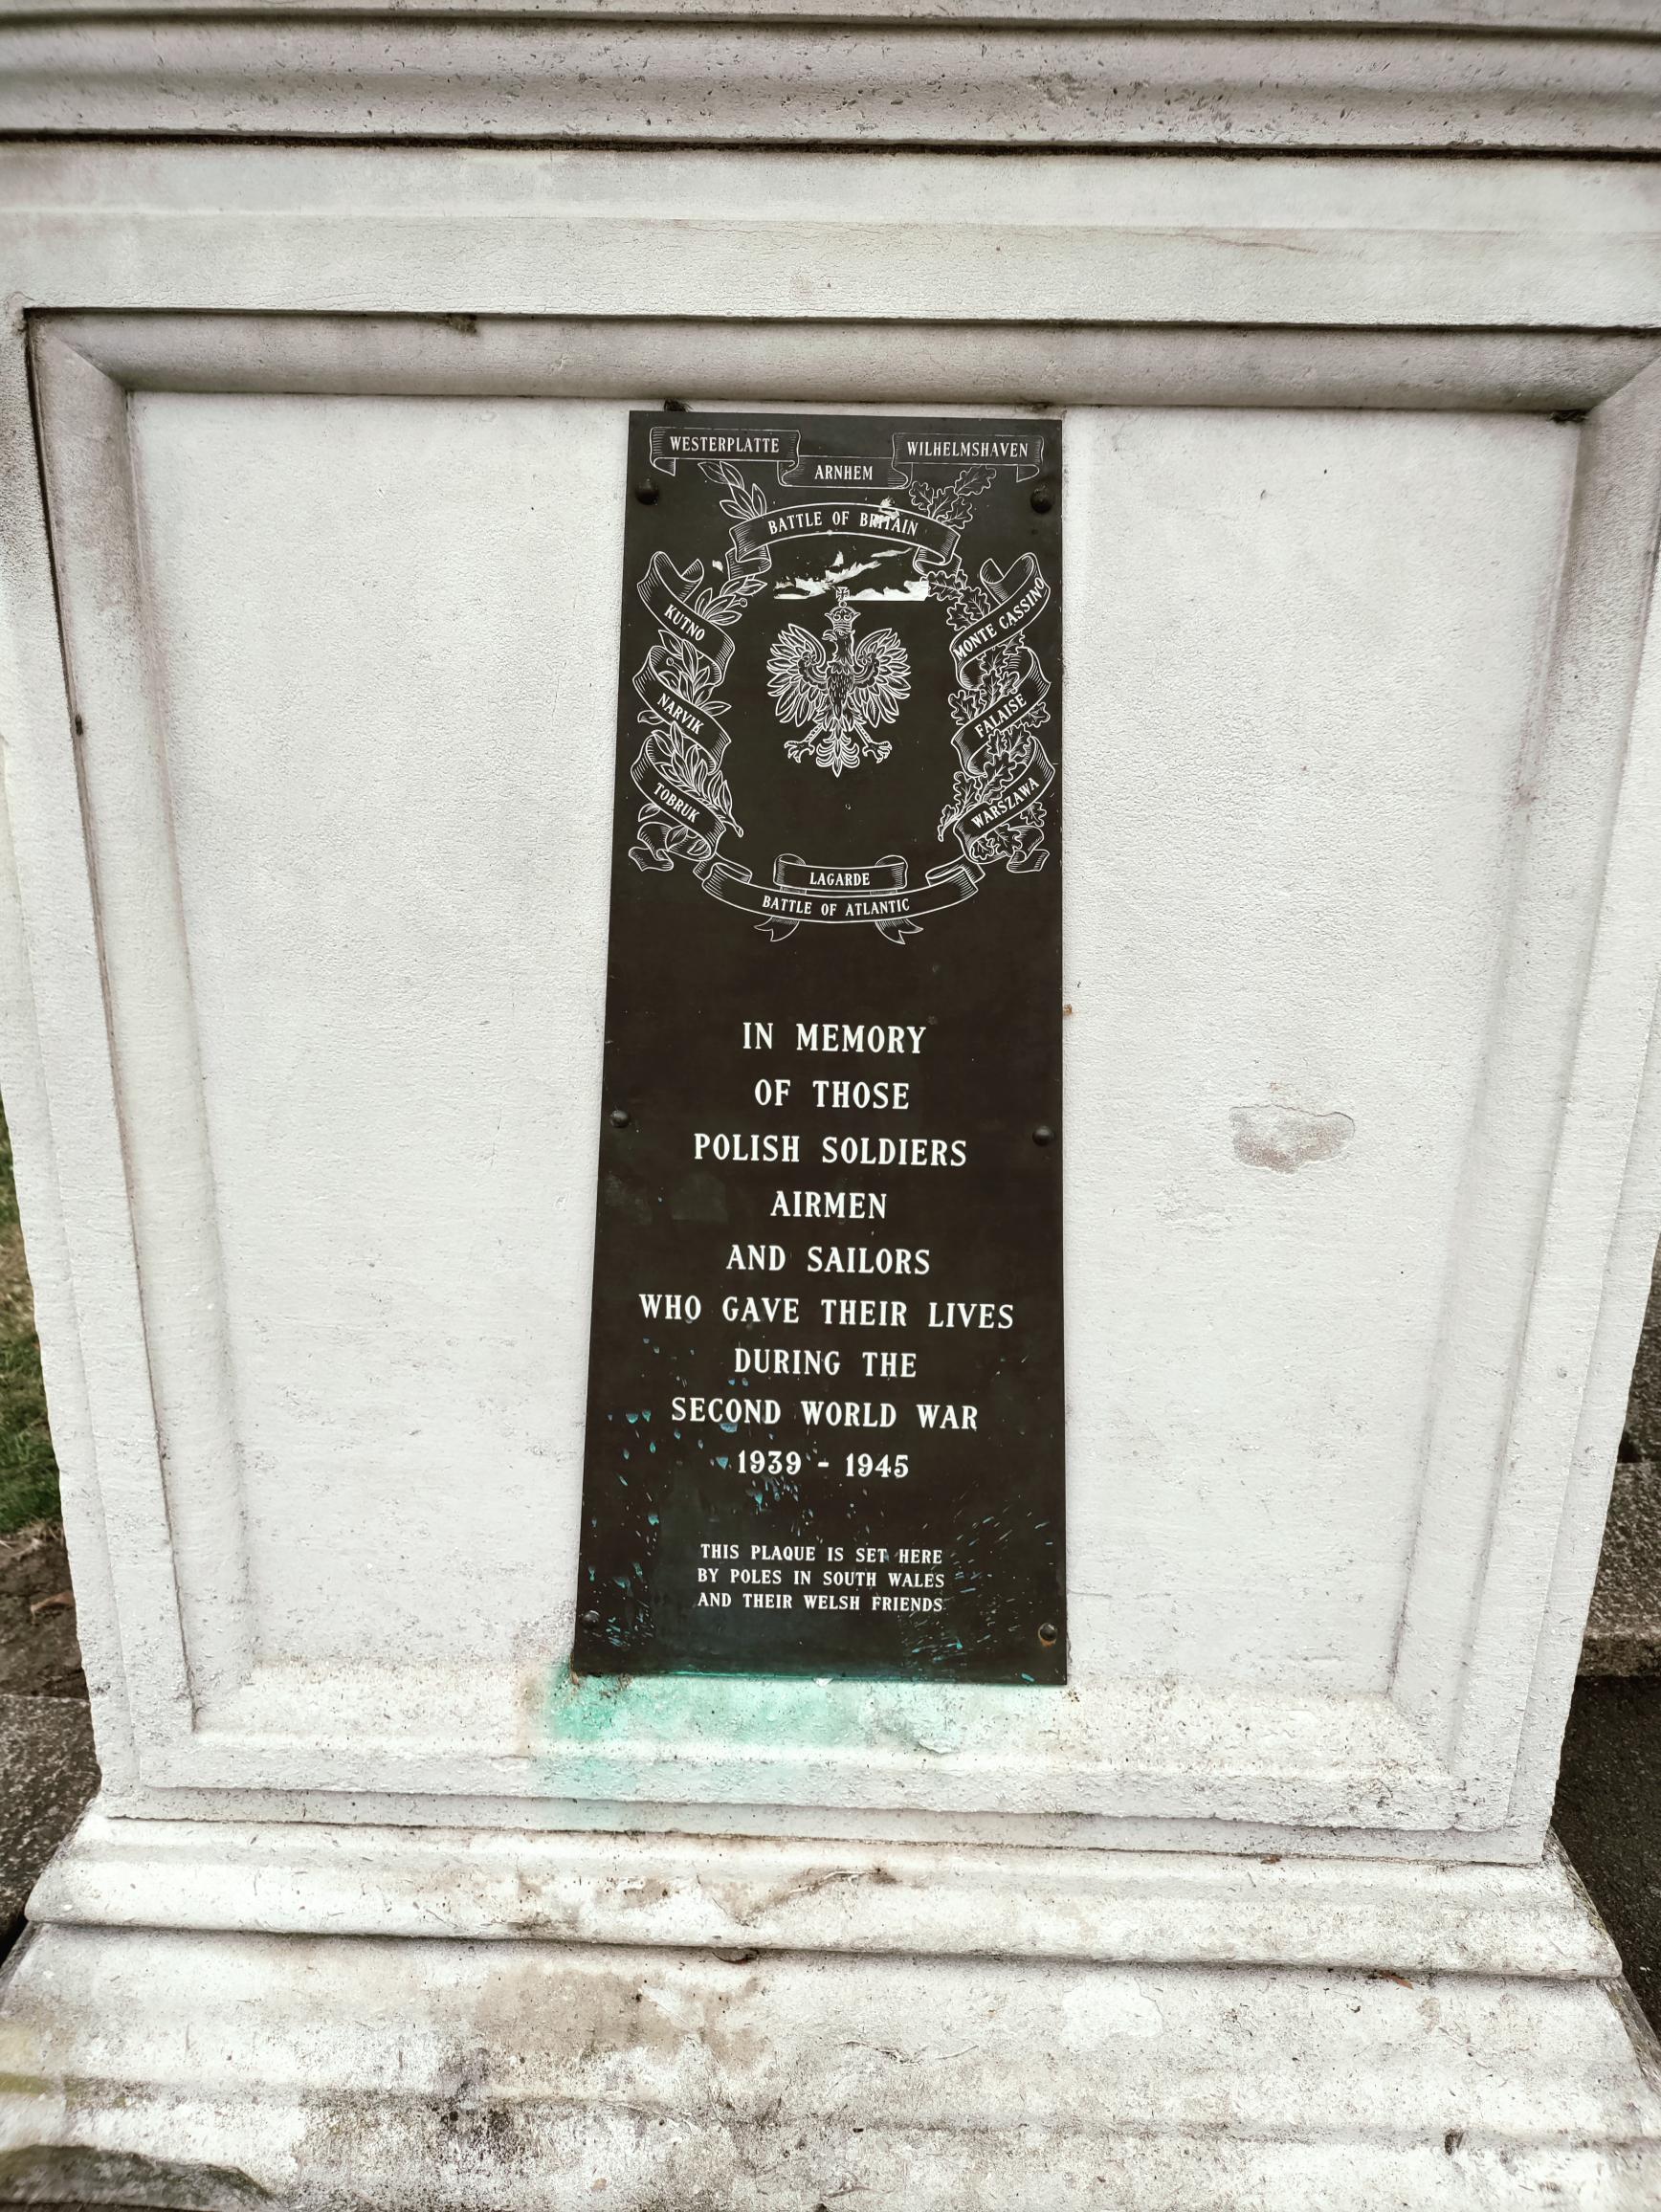 WESTERPLATTE
WILHELMSHAVEN
ARNHEM
BATTLE OF BRITAIN
KUTNO
MONTE CASSINO
NARVIK
FALAISE
TOBRUK
WARSZAWA
LAGARDE
BATTLE OF ATLANTIC
IN MEMORY
OF THOSE
POLISH SOLDIERS
AIRMEN
AND SAILORS
WHO GAVE THEIR LIVES
DURING THE
SECOND WORLD WAR
1939 - 1945
THIS PLAQUE IS SET HERE
BY POLES IN SOUTH WALES
AND THEIR WELSH FRIENDS